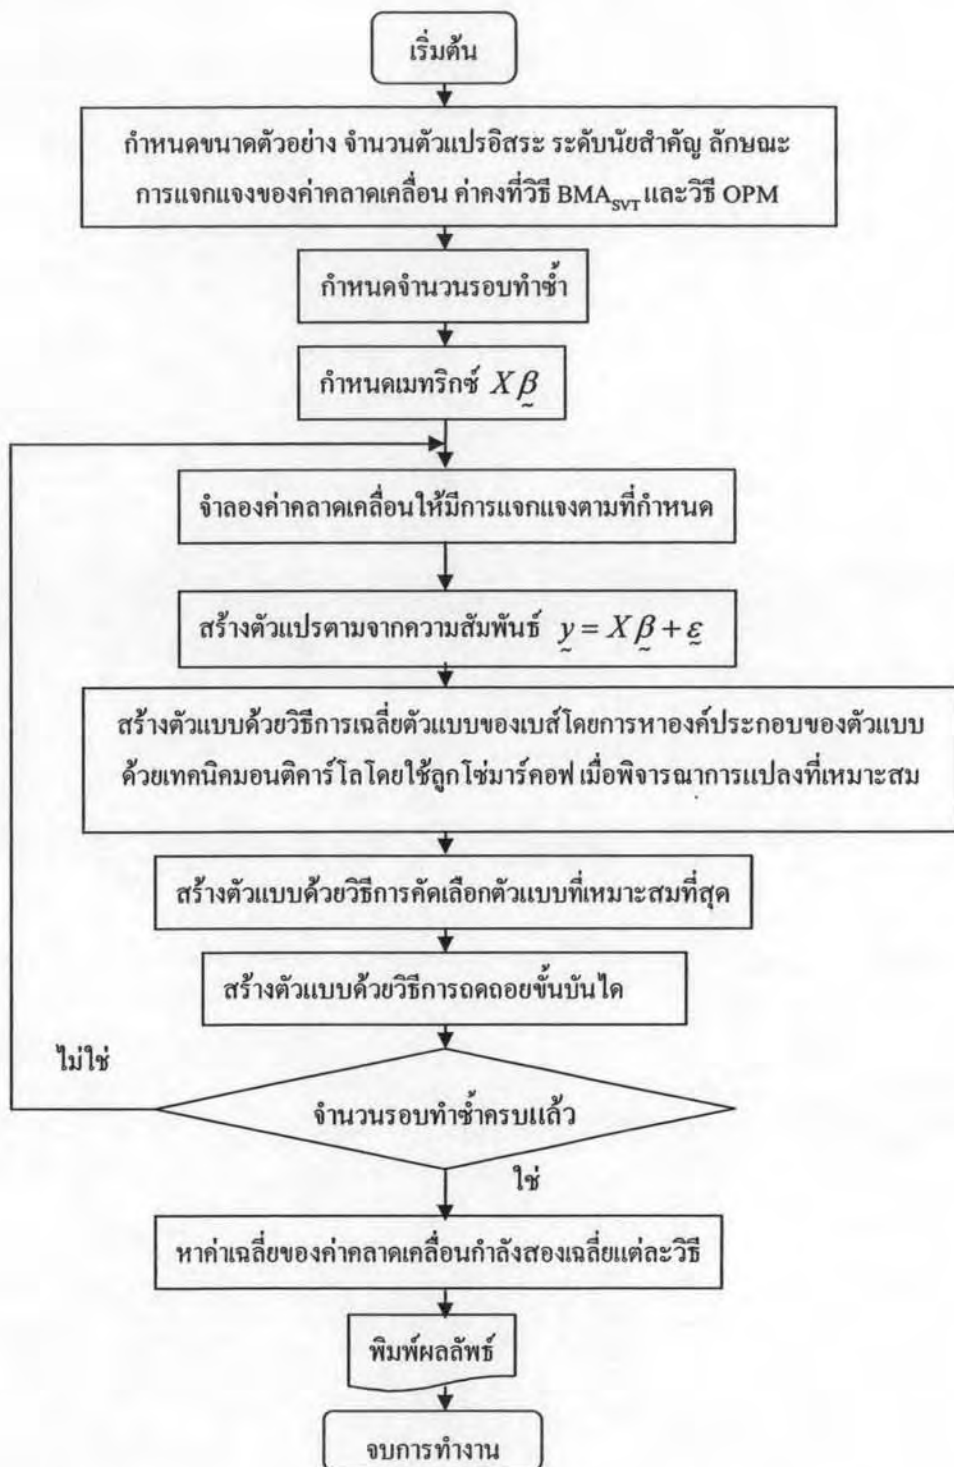 เริ่มต้น
กำหนดขนาดตัวอย่าง จำนวนตัวแปรอิสระ ระดับนัยสำคัญ ลักษณะ
การแจกแจงของค่าคลาดเคลื่อน ค่าคงที่วิธี BMA_SVT และวิธี OPM
กำหนดจำนวนรอบทำซ้ำ
กำหนดเมทริกซ์ Xβ̰
จำลองค่าคลาดเคลื่อนให้มีการแจกแจงตามที่กำหนด
สร้างตัวแปรตามจากความสัมพันธ์ y̰ = Xβ̰ + ε̰
สร้างตัวแบบด้วยวิธีการเฉลี่ยตัวแบบของเบส์โดยการหาองค์ประกอบของตัวแบบ
ด้วยเทคนิคมอนติคาร์โลโดยใช้ลูกโซ่มาร์คอฟ เมื่อพิจารณาการแปลงที่เหมาะสม
สร้างตัวแบบด้วยวิธีการคัดเลือกตัวแบบที่เหมาะสมที่สุด
สร้างตัวแบบด้วยวิธีการถดถอยขั้นบันได
ไม่ใช่
จำนวนรอบทำซ้ำครบแล้ว
ใช่
หาค่าเฉลี่ยของค่าคลาดเคลื่อนกำลังสองเฉลี่ยแต่ละวิธี
พิมพ์ผลลัพธ์
จบการทำงาน